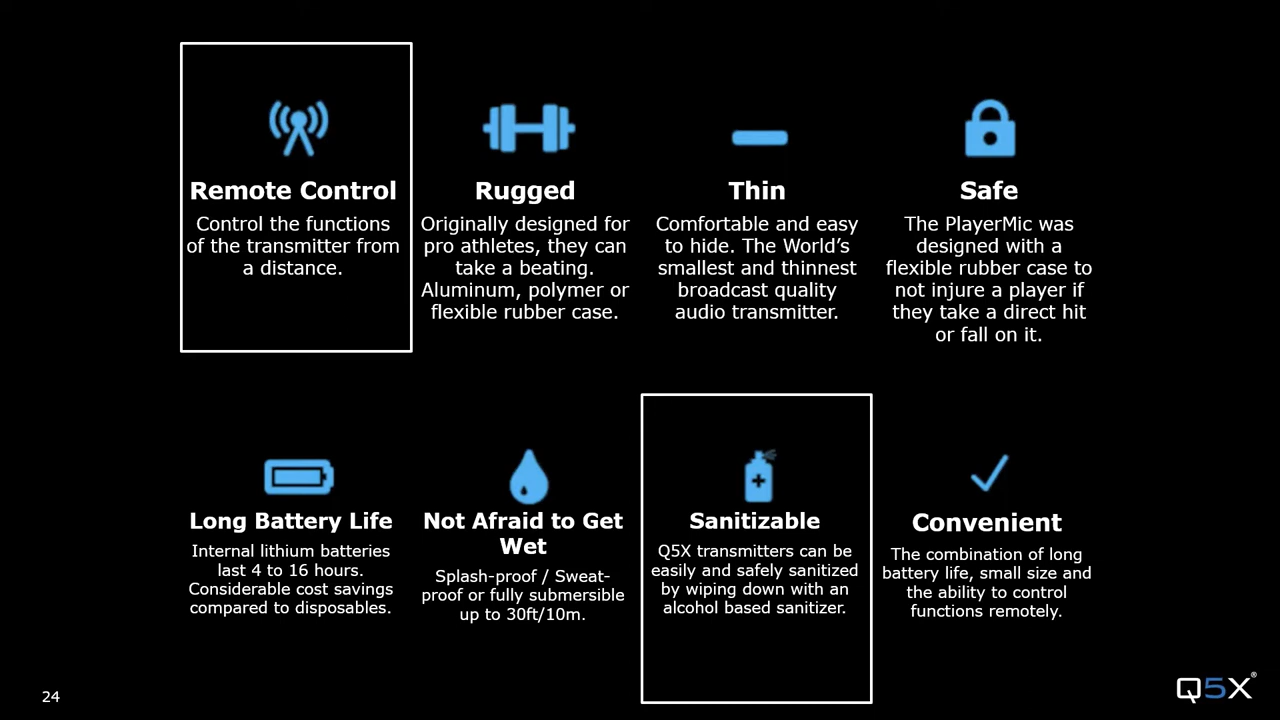 Remote Control
Control the functions
of the transmitter from
a distance.
Rugged
Originally designed for
pro athletes, they can
take a beating.
Aluminum, polymer or
flexible rubber case.
Thin
Comfortable and easy
to hide. The World's
smallest and thinnest
broadcast quality
audio transmitter.
Safe
The PlayerMic was
designed with a
flexible rubber case to
not injure a player if
they take a direct hit
or fall on it.
Long Battery Life
Internal lithium batteries
last 4 to 16 hours.
Considerable cost savings
compared to disposables.
Not Afraid to Get
Wet
Splash-proof / Sweat-
proof or fully submersible
up to 30ft/10m.
Sanitizable
Q5X transmitters can be
easily and safely sanitized
by wiping down with an
alcohol based sanitizer.
Convenient
The combination of long
battery life, small size and
the ability to control
functions remotely.
24
Q5X®